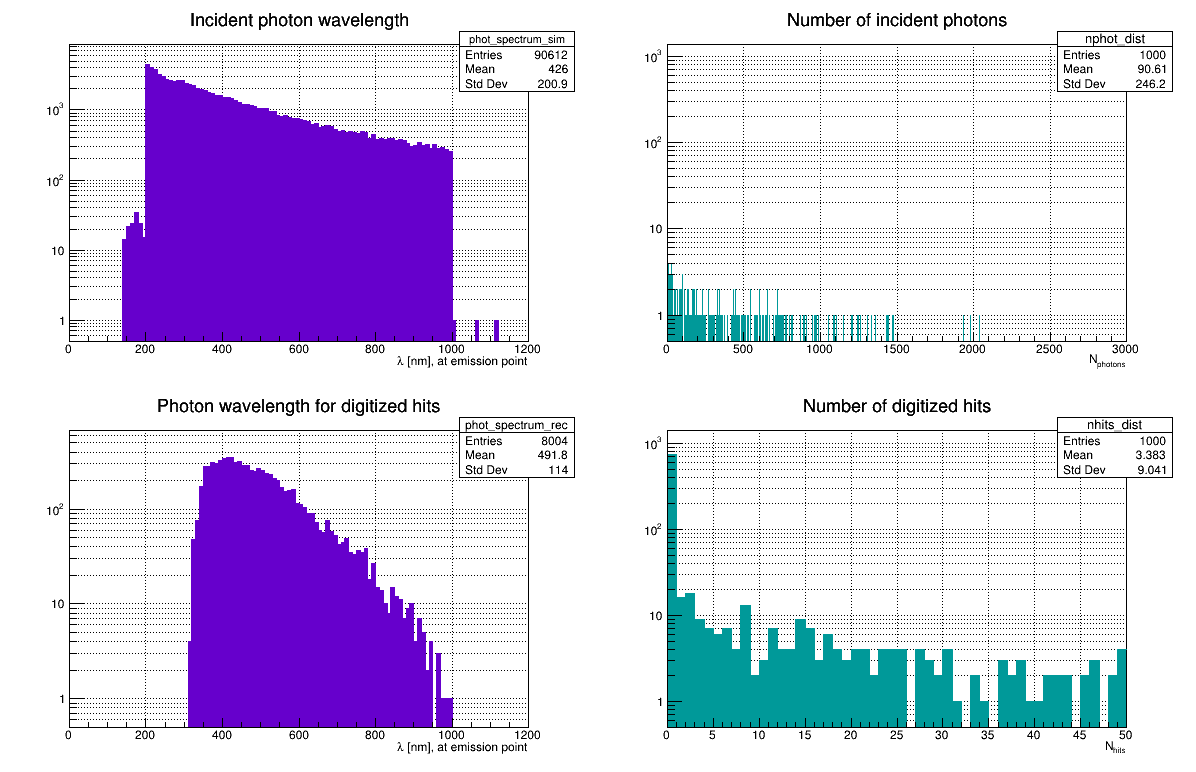 Incident photon wavelength
phot_spectrum_sim
Entries 90612
Mean 426
Std Dev 200.9
10³
10²
10
1
0 200 400 600 800 1000 1200
λ [nm], at emission point
Number of incident photons
nphot_dist
Entries 1000
Mean 90.61
Std Dev 246.2
10³
10²
10
1
0 500 1000 1500 2000 2500 3000
N photons
Photon wavelength for digitized hits
phot_spectrum_rec
Entries 8004
Mean 491.8
Std Dev 114
10²
10
1
0 200 400 600 800 1000 1200
λ [nm], at emission point
Number of digitized hits
nhits_dist
Entries 1000
Mean 3.383
Std Dev 9.041
10³
10²
10
1
0 5 10 15 20 25 30 35 40 45 50
N hits